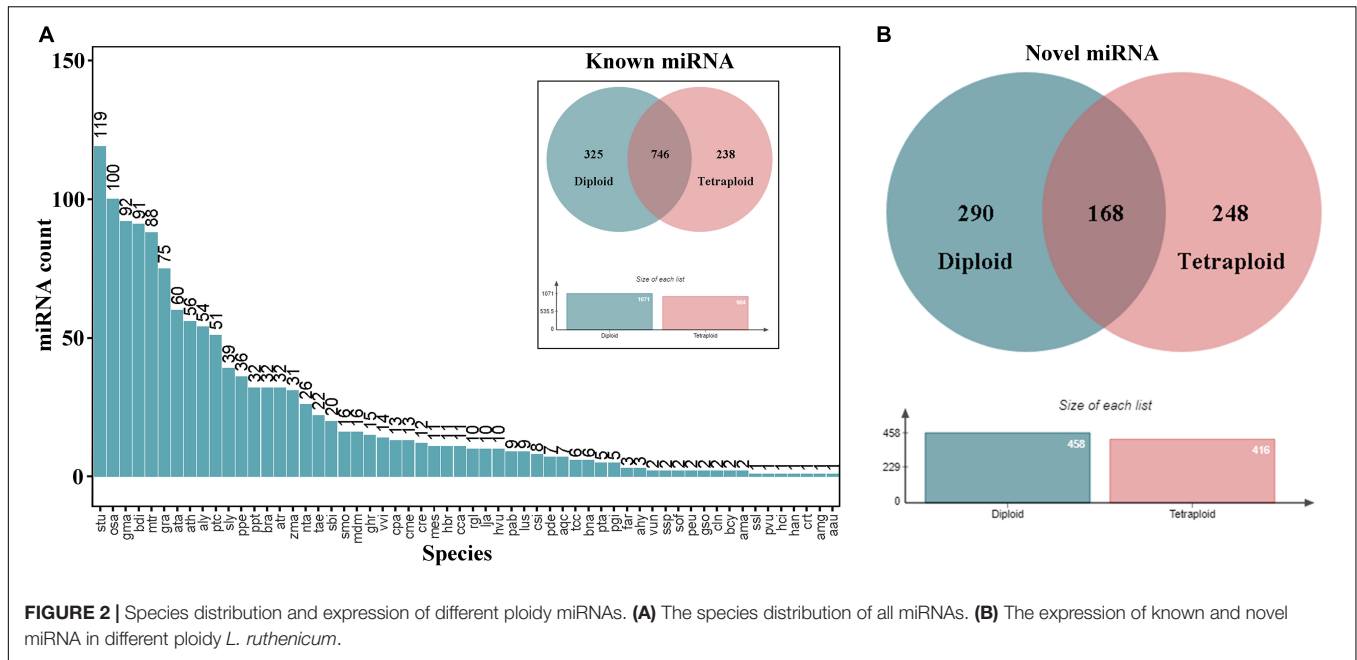 A
miRNA count
150
100
50
0
119 100 92 91 88 75 60 56 54 51 39 36 32 32 32 31 26 22 20 16 16 15 14 13 13 12 11 11 11 10 10 10 9 9 8 7 7 6 6 5 5 3 3 2 2 2 2 2 2 2 2 1 1 1 1 1 1 1
stu osa gma bdi mtr gra ata ath aly ptc sly ppe ppt bra atr zma nta tae sbi smo mdm ghr vvi cpa cme cre mes hbr cca rgl lja hvu pab lus csi pde aqc tcc bna pta pgi far ahy vun ssp sof peu gso cln bcy ama ssl pvu hci han crt amg aau
Species
Known miRNA
325 746 238
Diploid Tetraploid
Size of each list
1071
535.5
0
1071 984
Diploid Tetraploid
B
Novel miRNA
290 168 248
Diploid Tetraploid
Size of each list
458
229
0
458 416
Diploid Tetraploid
FIGURE 2 | Species distribution and expression of different ploidy miRNAs. (A) The species distribution of all miRNAs. (B) The expression of known and novel
miRNA in different ploidy L. ruthenicum.